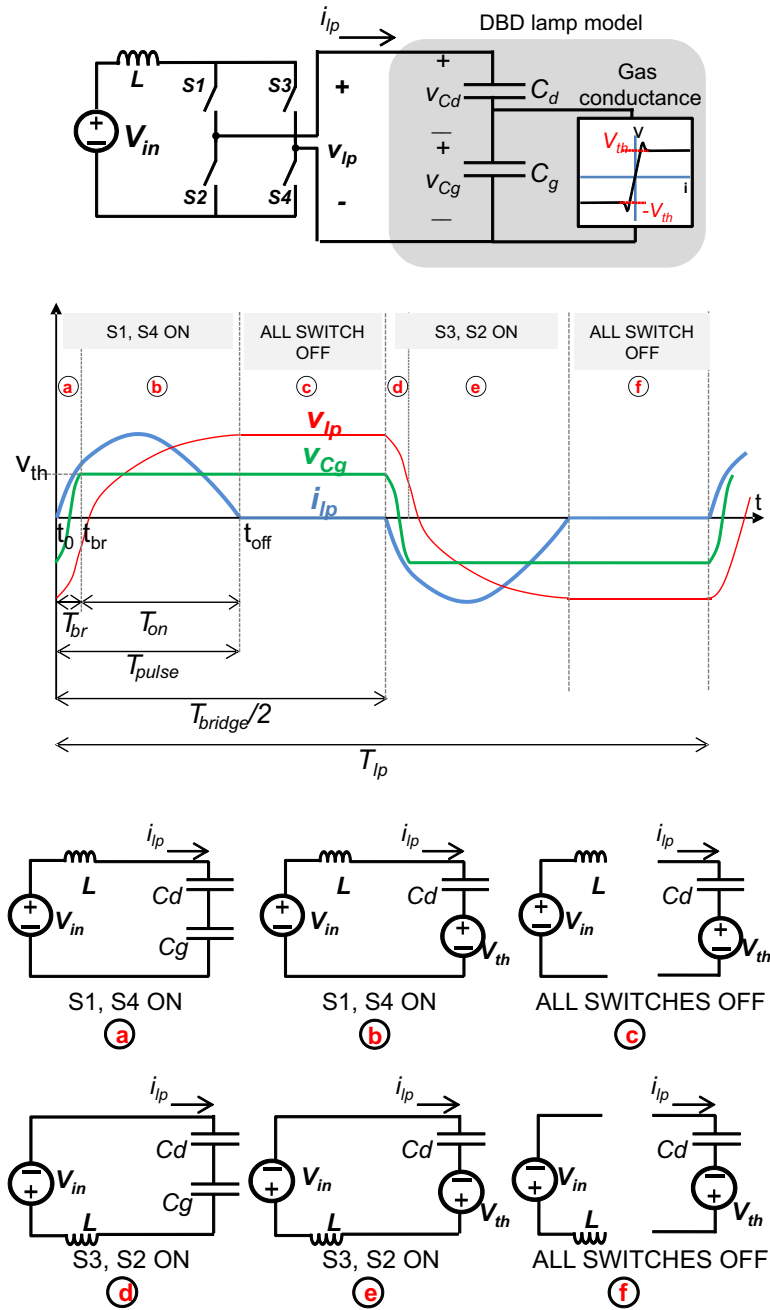 i_lp
DBD lamp model
L
S1
S3
+
+
v_Cd
C_d
Gas
conductance
V_in
v_lp
—
+
V_th
v
i
v_Cg
C_g
-V_th
S2
S4
-
—
S1, S4 ON
ALL SWITCH
OFF
S3, S2 ON
ALL SWITCH
OFF
a
b
c
d
e
f
v_lp
V_th
v_Cg
i_lp
t
t_0
t_br
t_off
T_br
T_on
T_pulse
T_bridge/2
T_lp
i_lp
L
Cd
V_in
Cg
S1, S4 ON
a
i_lp
L
Cd
V_in
V_th
S1, S4 ON
b
i_lp
L
Cd
V_in
V_th
ALL SWITCHES OFF
c
i_lp
Cd
V_in
Cg
L
S3, S2 ON
d
i_lp
Cd
V_in
V_th
L
S3, S2 ON
e
i_lp
Cd
V_in
V_th
L
ALL SWITCHES OFF
f